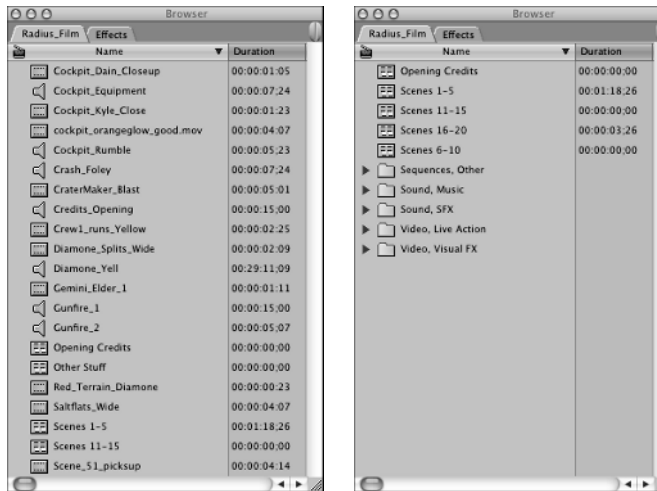 Browser
Radius_Film Effects
Name Duration
Cockpit_Dain_Closeup 00:00:01:05
Cockpit_Equipment 00:00:07;24
Cockpit_Kyle_Close 00:00:01:23
cockpit_orangeglow_good.mov 00:00:04:07
Cockpit_Rumble 00:00:05;23
Crash_Foley 00:00:07;24
CraterMaker_Blast 00:00:05:01
Credits_Opening 00:00:15;00
Crew1_runs_Yellow 00:00:02:25
Diamone_Splits_Wide 00:00:02:09
Diamone_Yell 00:29:11;09
Gemini_Elder_1 00:00:01:11
Gunfire_1 00:00:15;00
Gunfire_2 00:00:05;07
Opening Credits 00:00:00;00
Other Stuff 00:00:00;00
Red_Terrain_Diamone 00:00:00:23
Saltflats_Wide 00:00:04:07
Scenes 1-5 00:01:18;26
Scenes 11-15 00:00:00;00
Scene_51_picksup 00:00:04:14
Browser
Radius_Film Effects
Name Duration
Opening Credits 00:00:00;00
Scenes 1-5 00:01:18;26
Scenes 11-15 00:00:00;00
Scenes 16-20 00:00:03;26
Scenes 6-10 00:00:00;00
Sequences, Other
Sound, Music
Sound, SFX
Video, Live Action
Video, Visual FX